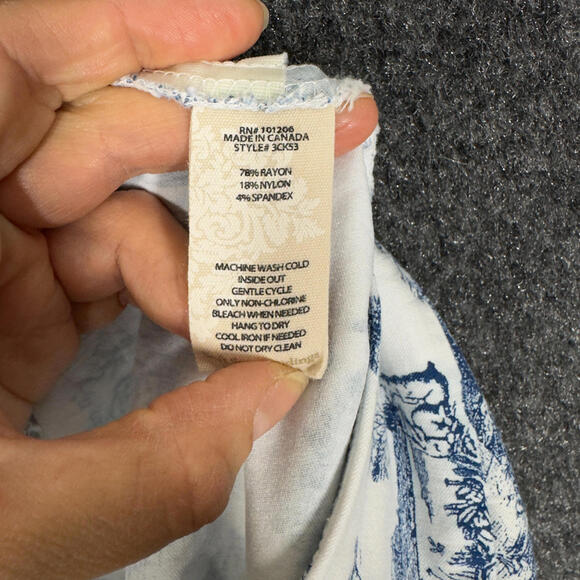 RN# 101206
MADE IN CANADA
STYLE# 3CK53
78% RAYON
18% NYLON
4% SPANDEX
MACHINE WASH COLD
INSIDE OUT
GENTLE CYCLE
ONLY NON-CHLORINE
BLEACH WHEN NEEDED
HANG TO DRY
COOL IRON IF NEEDED
DO NOT DRY CLEAN